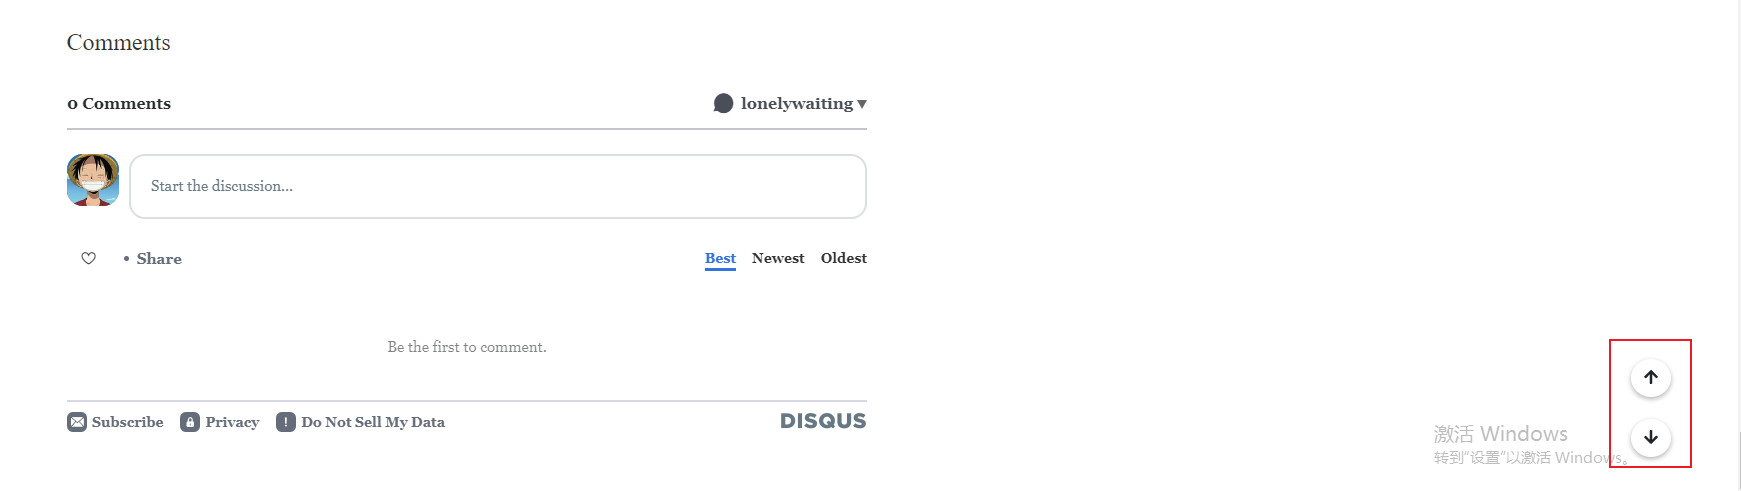 Comments
0 Comments
lonelywaiting
Start the discussion...
• Share
Best Newest Oldest
Be the first to comment.
Subscribe Privacy ! Do Not Sell My Data
DISQUS
激活 Windows
转到“设置”以激活 Windows。